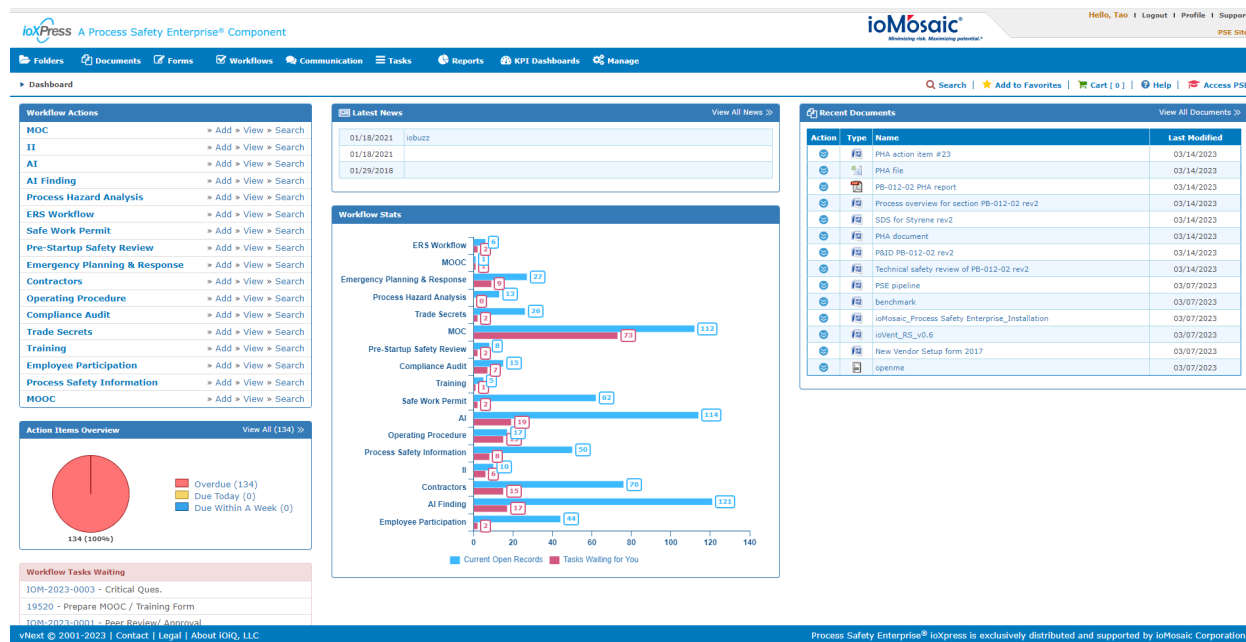 ioXPress A Process Safety Enterprise® Component
ioMosaic®
Minimizing risk. Maximizing potential.®
Hello, Tao I Logout I Profile I Suppor
PSE Site
Folders Documents Forms Workflows Communication Tasks Reports KPI Dashboards Manage
Dashboard
Search | Add to Favorites | Cart [ 0 ] | Help | Access PSE
Workflow Actions
MOC » Add » View » Search
II » Add » View » Search
AI » Add » View » Search
AI Finding » Add » View » Search
Process Hazard Analysis » Add » View » Search
ERS Workflow » Add » View » Search
Safe Work Permit » Add » View » Search
Pre-Startup Safety Review » Add » View » Search
Emergency Planning & Response » Add » View » Search
Contractors » Add » View » Search
Operating Procedure » Add » View » Search
Compliance Audit » Add » View » Search
Trade Secrets » Add » View » Search
Training » Add » View » Search
Employee Participation » Add » View » Search
Process Safety Information » Add » View » Search
MOOC » Add » View » Search
Action Items Overview View All (134) »
Overdue (134)
Due Today (0)
Due Within A Week (0)
134 (100%)
Workflow Tasks Waiting
IOM-2023-0003 - Critical Ques.
19520 - Prepare MOOC / Training Form
IOM-2023-0001 - Peer Review/ Approval
Latest News View All News »
01/18/2021 iobuzz
01/18/2021
01/29/2018
Workflow Stats
ERS Workflow 6 2
MOOC 1 1
Emergency Planning & Response 27 9
Process Hazard Analysis 13 0
Trade Secrets 26 2
MOC 112 73
Pre-Startup Safety Review 8 2
Compliance Audit 15 7
Training 5 1
Safe Work Permit 62 2
AI 114 19
Operating Procedure 17
Process Safety Information 50 8
II 10 6
Contractors 76 15
AI Finding 121 17
Employee Participation 44 2
0 20 40 60 80 100 120 140
Current Open Records Tasks Waiting for You
Recent Documents View All Documents »
Action Type Name Last Modified
PHA action item #23 03/14/2023
PHA file 03/14/2023
PB-012-02 PHA report 03/14/2023
Process overview for section PB-012-02 rev2 03/14/2023
SDS for Styrene rev2 03/14/2023
PHA document 03/14/2023
P&ID PB-012-02 rev2 03/14/2023
Technical safety review of PB-012-02 rev2 03/14/2023
PSE pipeline 03/07/2023
benchmark 03/07/2023
ioMosaic_Process Safety Enterprise_Installation 03/07/2023
ioVent_RS_v0.6 03/07/2023
New Vendor Setup form 2017 03/07/2023
openme 03/07/2023
vNext © 2001-2023 | Contact | Legal | About iOiQ, LLC
Process Safety Enterprise® ioXpress is exclusively distributed and supported by ioMosaic Corporation